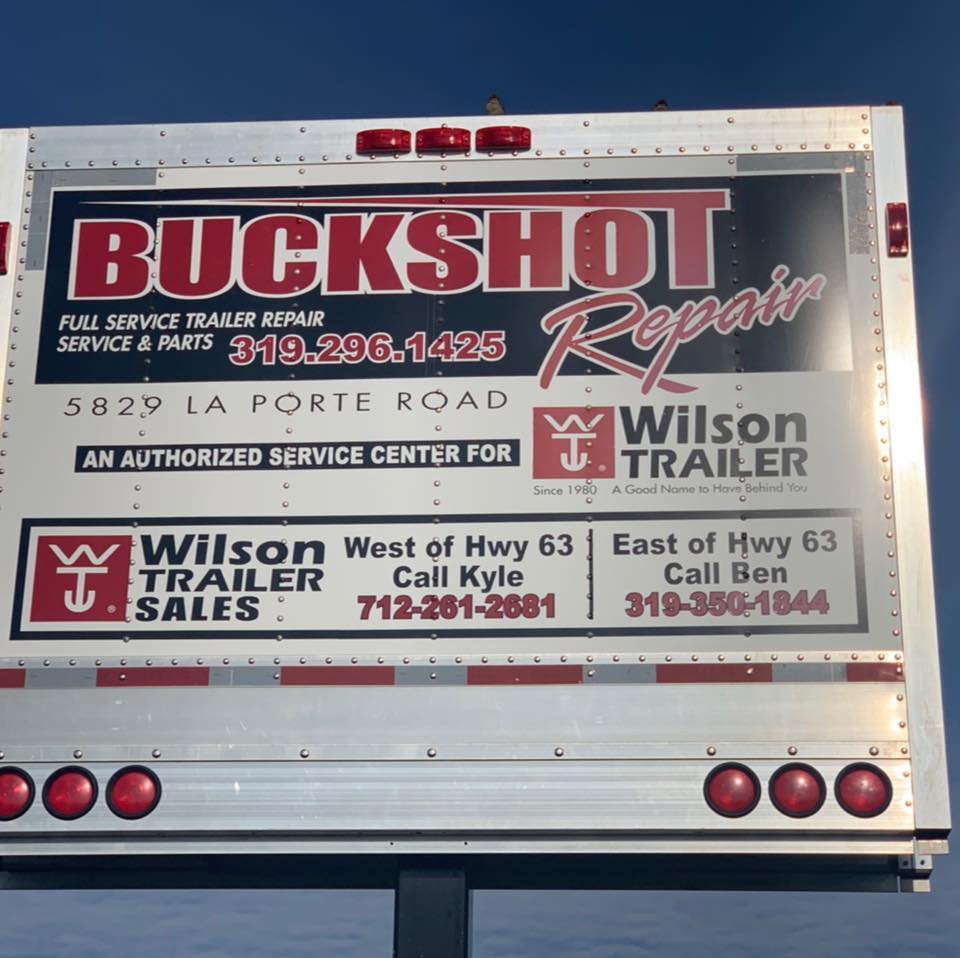 BUCKSHOT
Repair
FULL SERVICE TRAILER REPAIR
SERVICE & PARTS
319.296.1425
5829 LA PORTE ROAD
AN AUTHORIZED SERVICE CENTER FOR
Wilson
TRAILER
Since 1980 A Good Name to Have Behind You
Wilson
TRAILER
SALES
West of Hwy 63
Call Kyle
712-261-2681
East of Hwy 63
Call Ben
319-350-1844